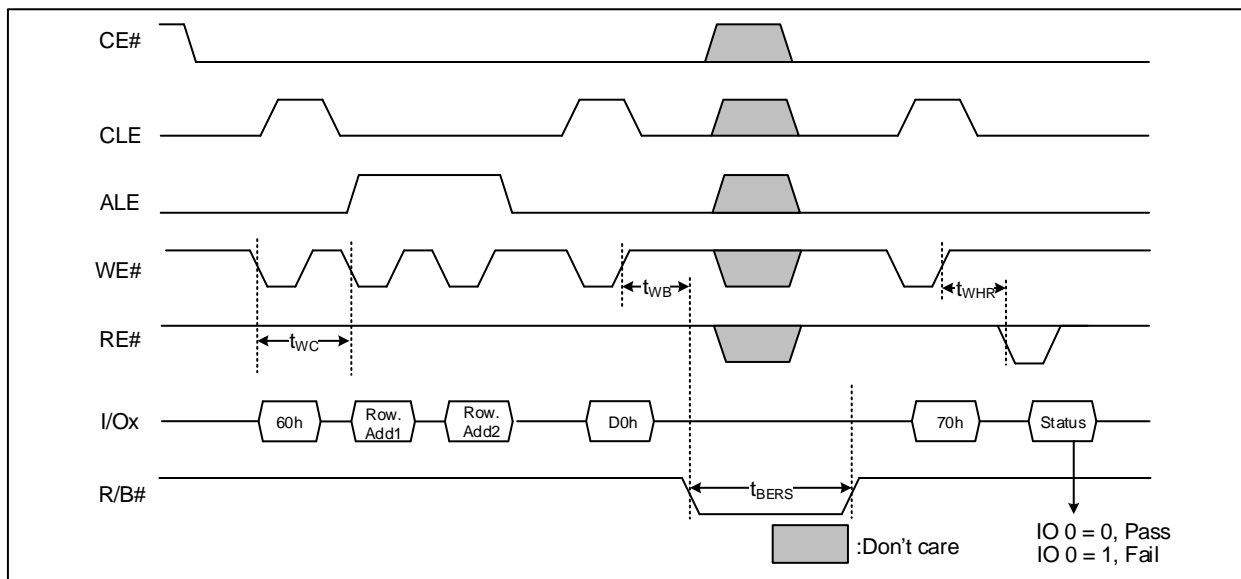 CE#
CLE
ALE
WE#
tWB
tWHR
RE#
tWC
I/Ox
60h
Row.
Add1
Row.
Add2
D0h
70h
Status
R/B#
tBERS
:Don't care
IO 0 = 0, Pass
IO 0 = 1, Fail